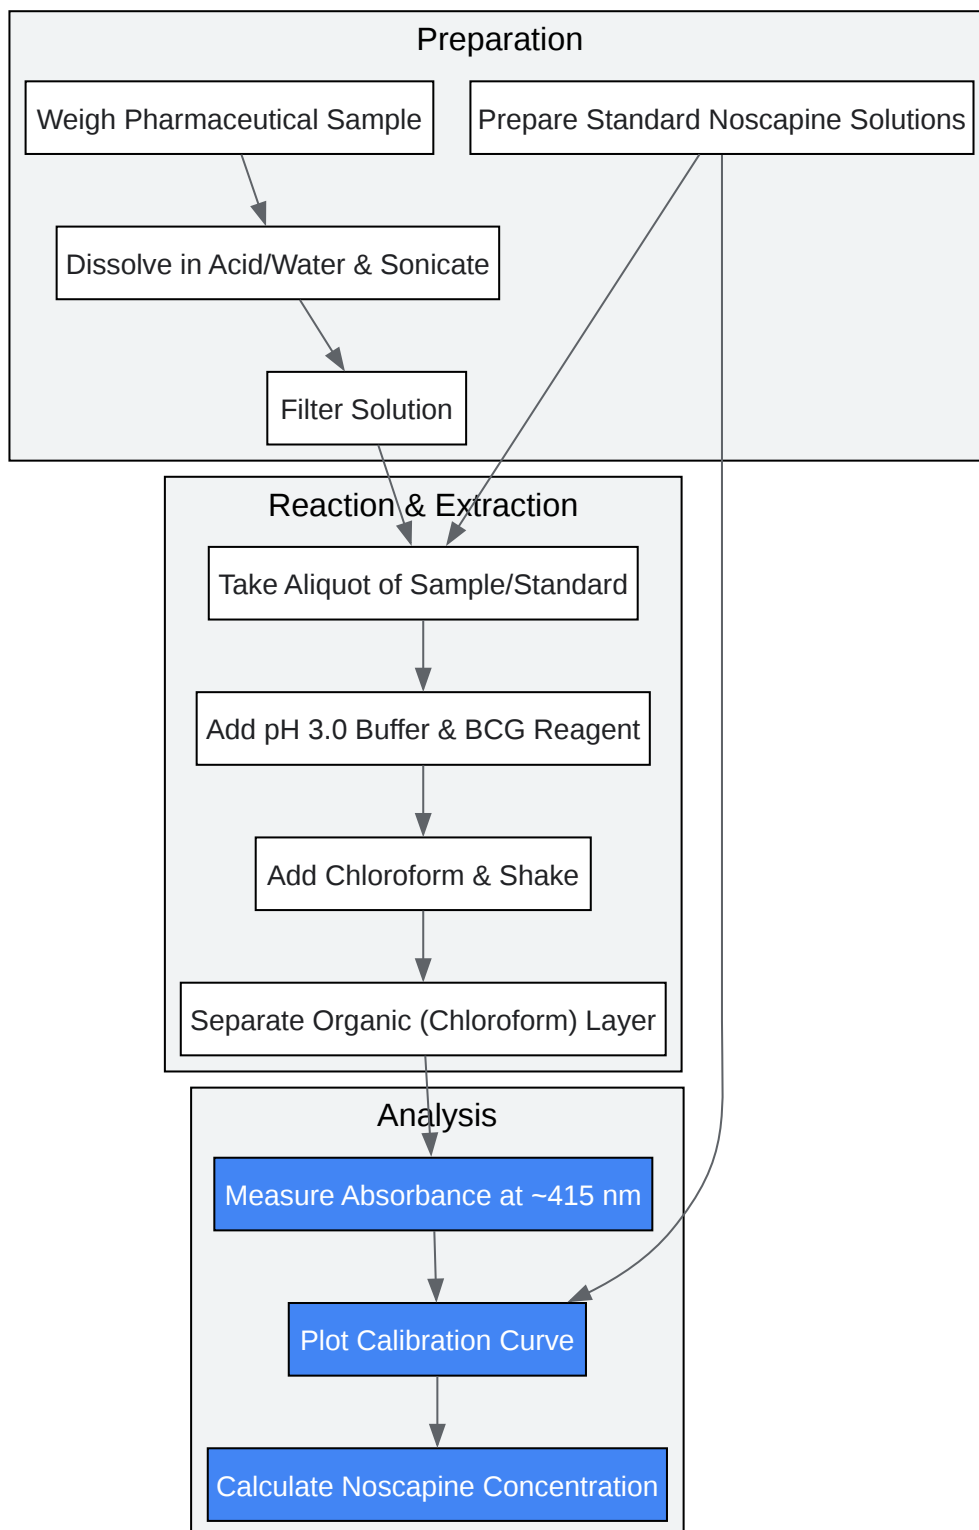 Preparation
Weigh Pharmaceutical Sample
Prepare Standard Noscapine Solutions
Dissolve in Acid/Water & Sonicate
Filter Solution
Reaction & Extraction
Take Aliquot of Sample/Standard
Add pH 3.0 Buffer & BCG Reagent
Add Chloroform & Shake
Separate Organic (Chloroform) Layer
Analysis
Measure Absorbance at ~415 nm
Plot Calibration Curve
Calculate Noscapine Concentration